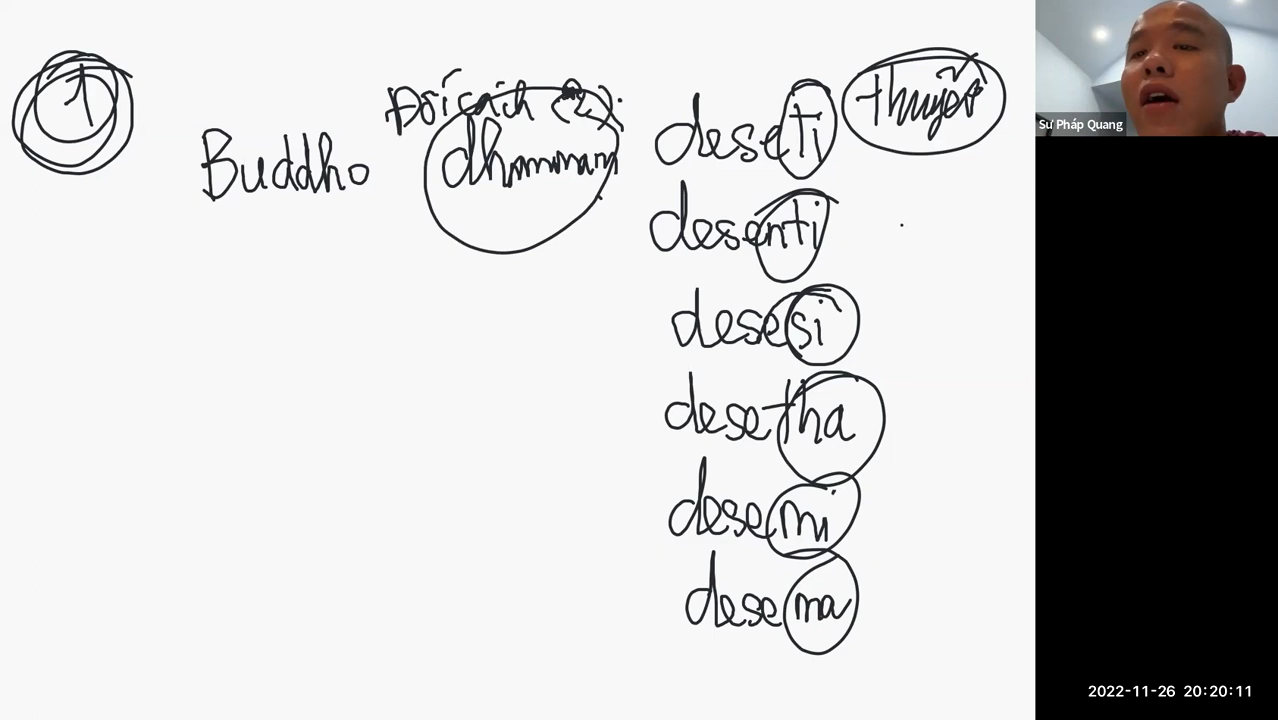 1
Đối cách (2):
Buddho dhammam deseti thuyết
desenti
desesi
desetha
desemi
desema
Sư Pháp Quang
2022-11-26 20:20:11